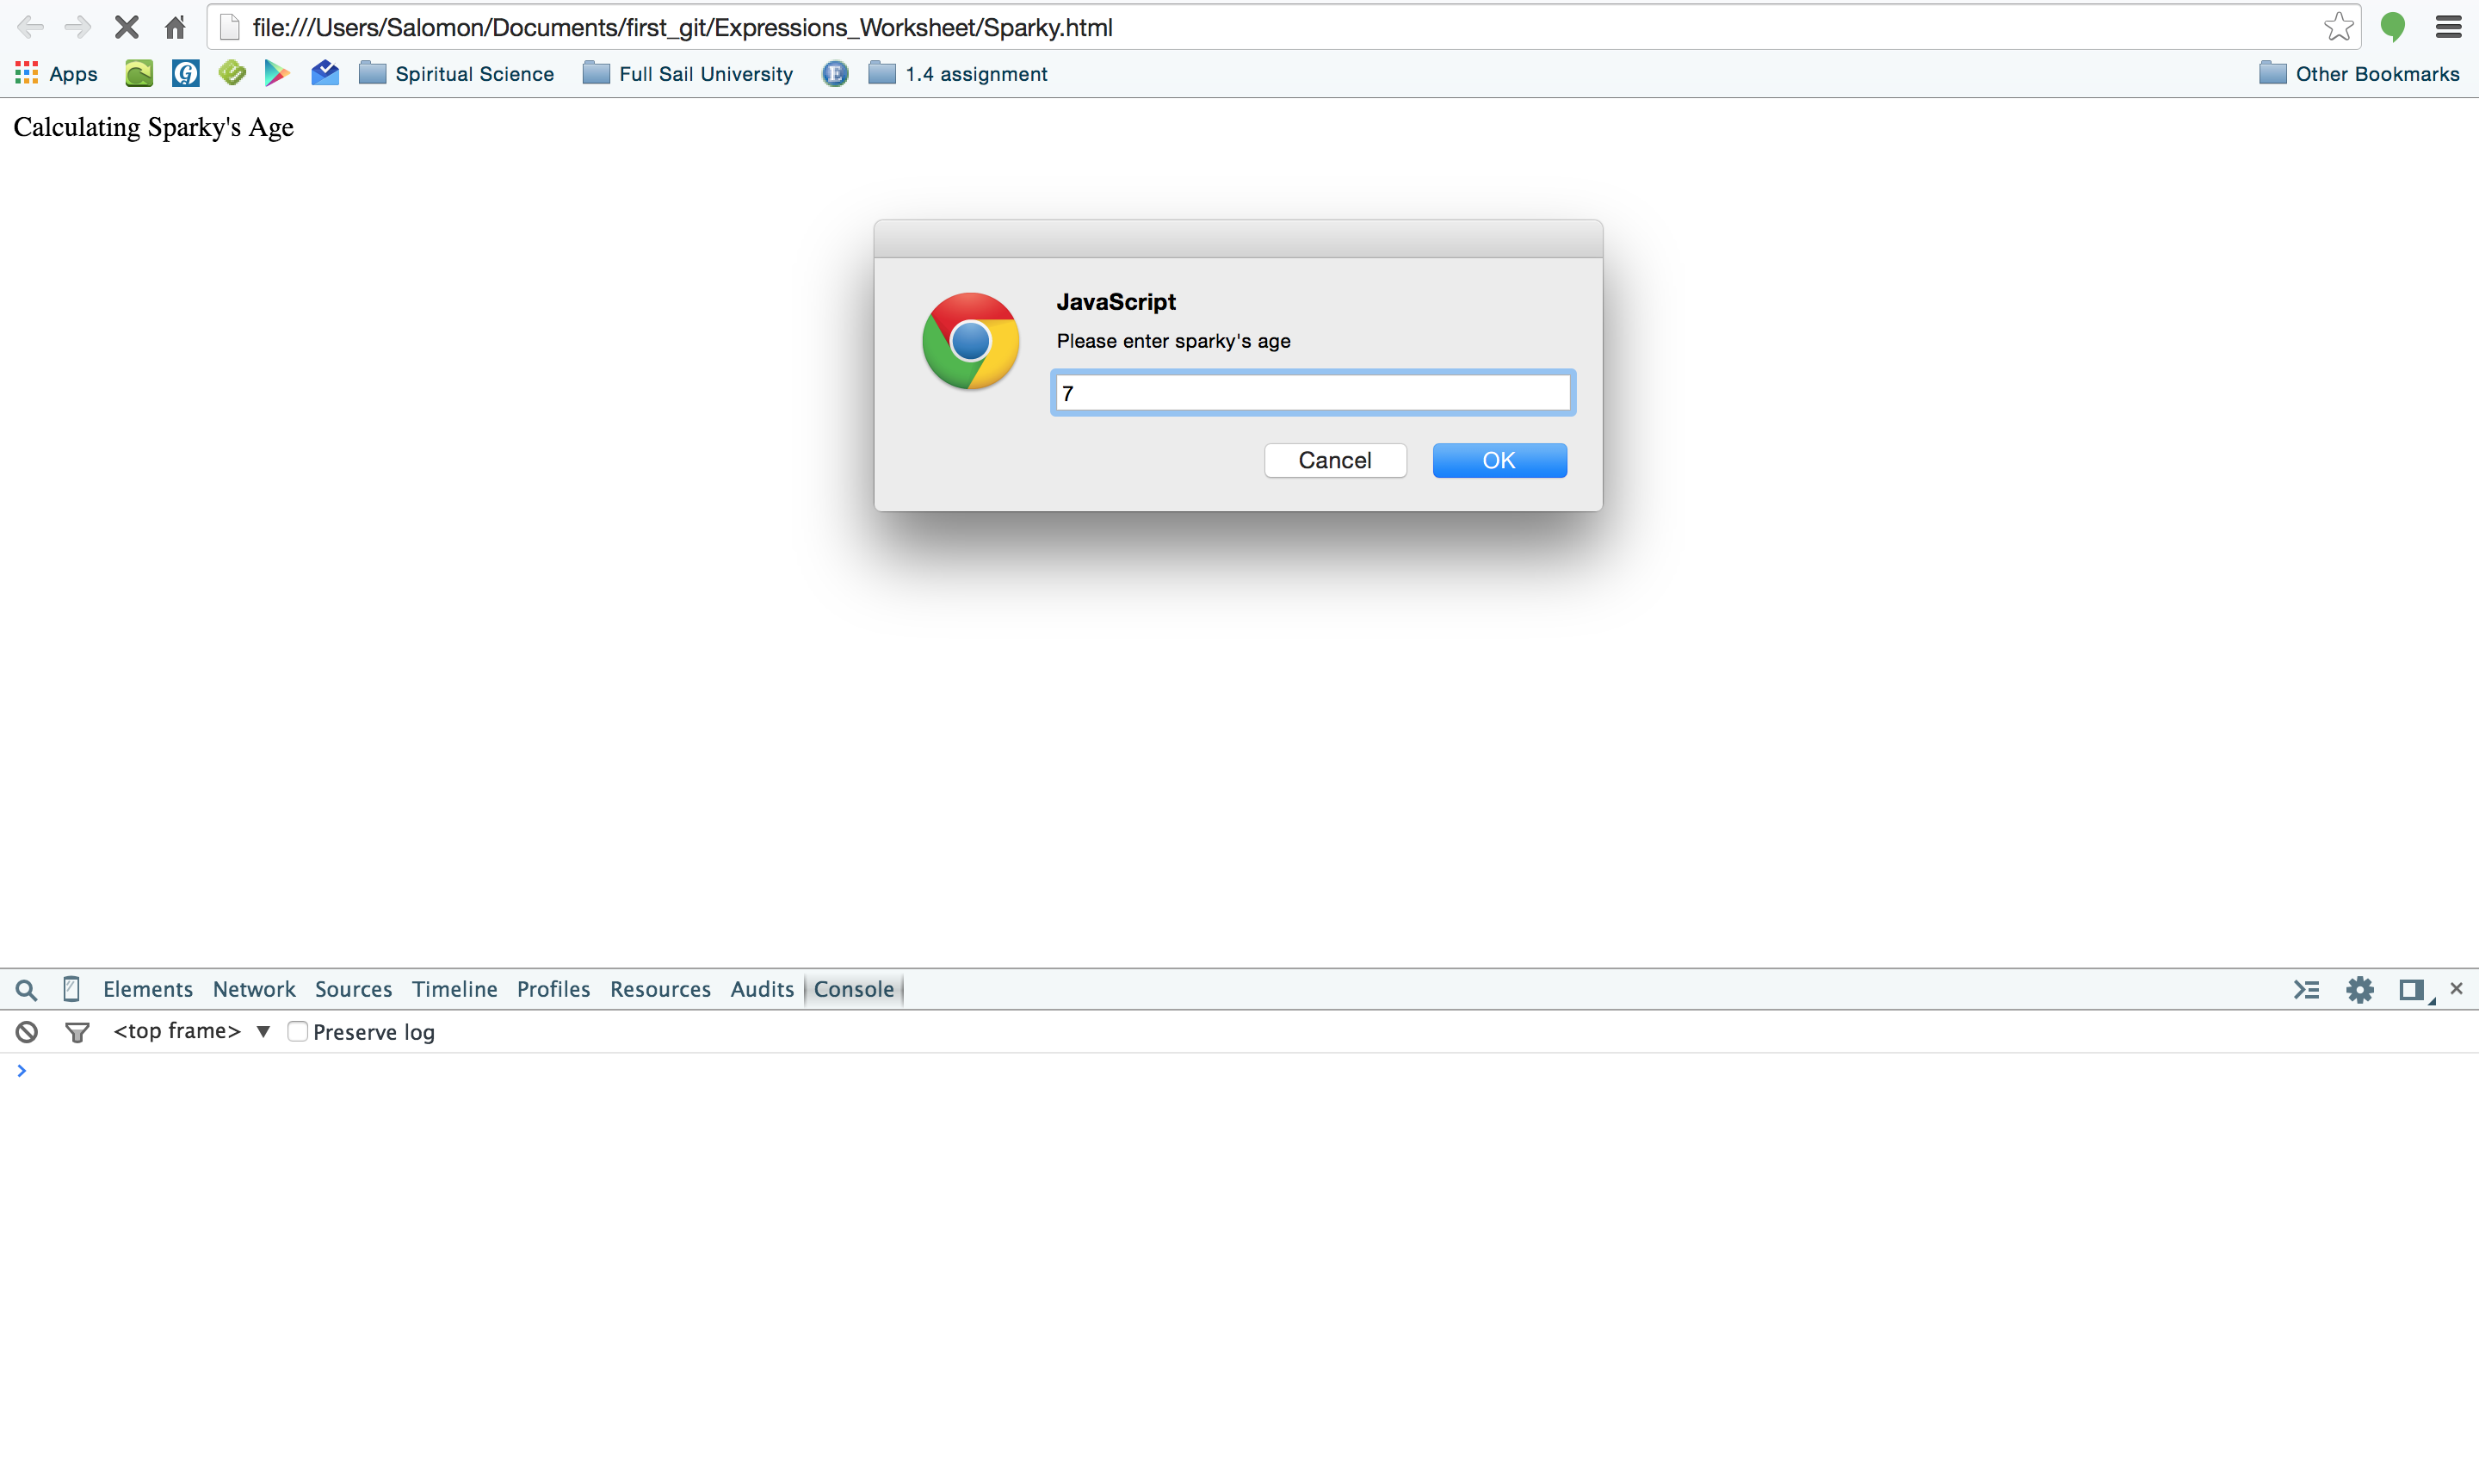 file:///Users/Salomon/Documents/first_git/Expressions_Worksheet/Sparky.html
Apps G E Spiritual Science Full Sail University E 1.4 assignment Other Bookmarks
Calculating Sparky's Age
JavaScript
Please enter sparky's age
7
Cancel OK
Elements Network Sources Timeline Profiles Resources Audits Console
<top frame> Preserve log